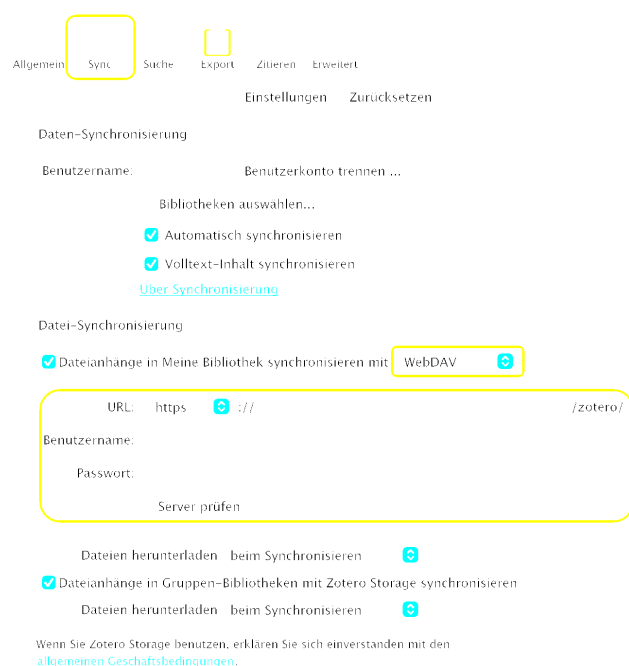 Allgemein Sync Suche Export Zitieren Erweitert
Einstellungen Zurücksetzen
Daten-Synchronisierung
Benutzername: Benutzerkonto trennen ...
Bibliotheken auswählen...
Automatisch synchronisieren
Volltext-Inhalt synchronisieren
Über Synchronisierung
Datei-Synchronisierung
Dateianhänge in Meine Bibliothek synchronisieren mit WebDAV
URL: https :// /zotero/
Benutzername:
Passwort:
Server prüfen
Dateien herunterladen beim Synchronisieren
Dateianhänge in Gruppen-Bibliotheken mit Zotero Storage synchronisieren
Dateien herunterladen beim Synchronisieren
Wenn Sie Zotero Storage benutzen, erklären Sie sich einverstanden mit den
allgemeinen Geschäftsbedingungen.